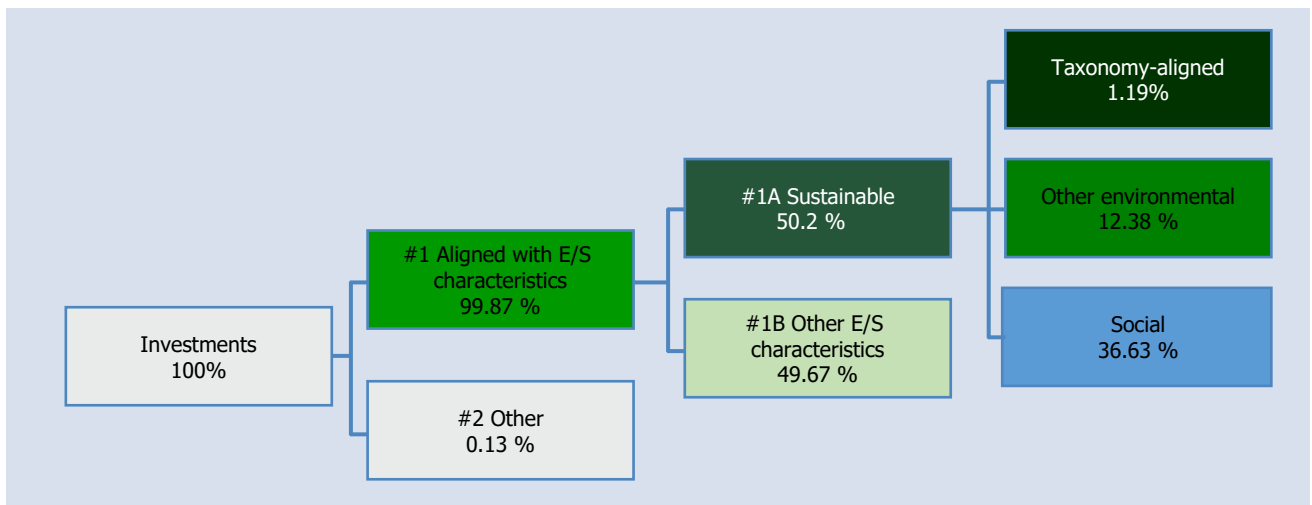 Investments
100%
#1 Aligned with E/S
characteristics
99.87 %
#2 Other
0.13 %
#1A Sustainable
50.2 %
#1B Other E/S
characteristics
49.67 %
Taxonomy-aligned
1.19%
Other environmental
12.38 %
Social
36.63 %